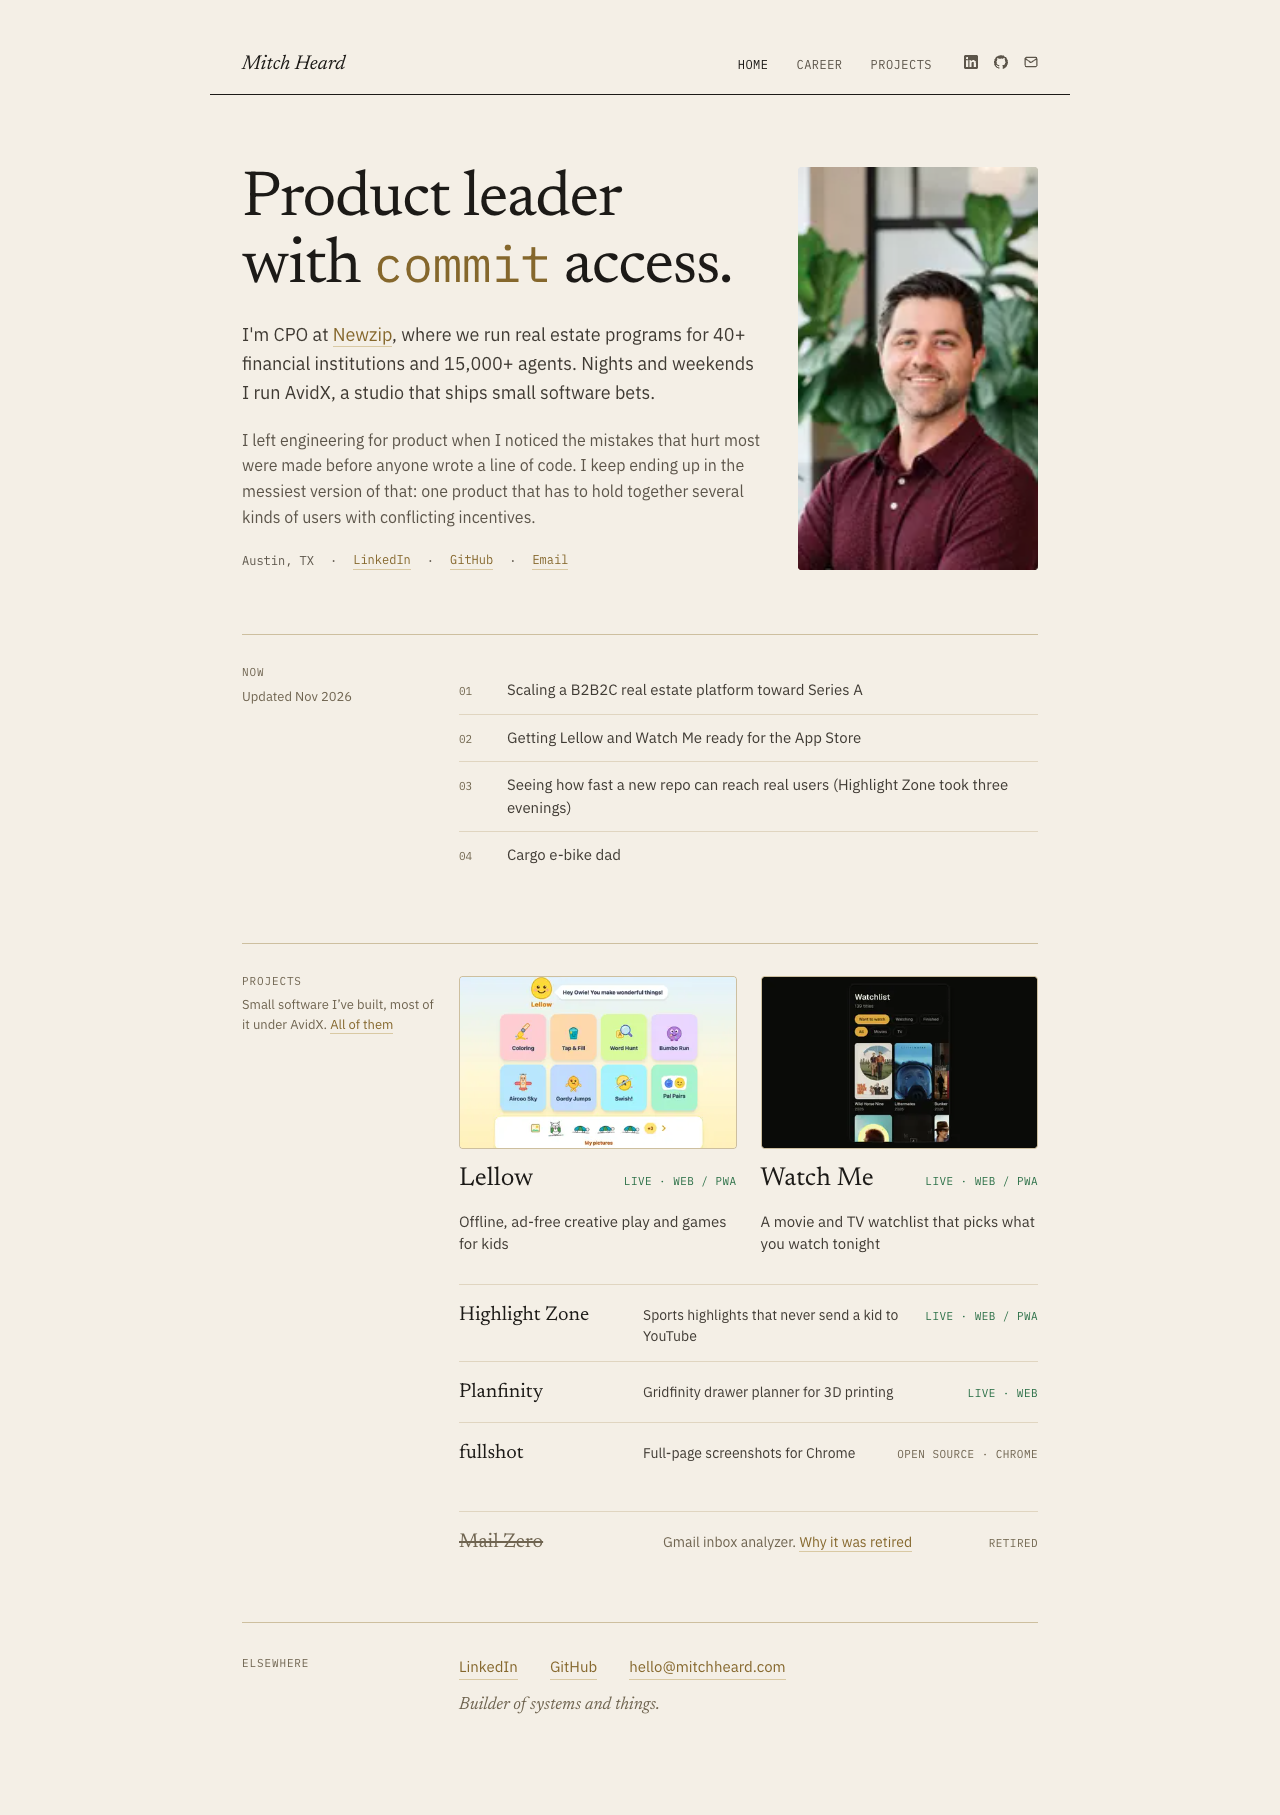 Mitch Heard
HOME CAREER PROJECTS
Product leader
with commit access.
I'm CPO at Newzip, where we run real estate programs for 40+
financial institutions and 15,000+ agents. Nights and weekends
I run AvidX, a studio that ships small software bets.
I left engineering for product when I noticed the mistakes that hurt most
were made before anyone wrote a line of code. I keep ending up in the
messiest version of that: one product that has to hold together several
kinds of users with conflicting incentives.
Austin, TX · LinkedIn · GitHub · Email
NOW
Updated Nov 2026
01 Scaling a B2B2C real estate platform toward Series A
02 Getting Lellow and Watch Me ready for the App Store
03 Seeing how fast a new repo can reach real users (Highlight Zone took three
evenings)
04 Cargo e-bike dad
PROJECTS
Small software I’ve built, most of
it under AvidX. All of them
Lellow
Hey Owie! You make wonderful things!
Coloring Tap & Fill Word Hunt Bumbo Run
Airoo Sky Gordy Jumps Swish! Pal Pairs
My pictures
Watchlist
Want to watch Watching Finished
All Movies TV
Lellow LIVE · WEB / PWA
Offline, ad-free creative play and games
for kids
Watch Me LIVE · WEB / PWA
A movie and TV watchlist that picks what
you watch tonight
Highlight Zone Sports highlights that never send a kid to LIVE · WEB / PWA
YouTube
Planfinity Gridfinity drawer planner for 3D printing LIVE · WEB
fullshot Full-page screenshots for Chrome OPEN SOURCE · CHROME
Mail Zero Gmail inbox analyzer. Why it was retired RETIRED
ELSEWHERE
LinkedIn GitHub hello@mitchheard.com
Builder of systems and things.